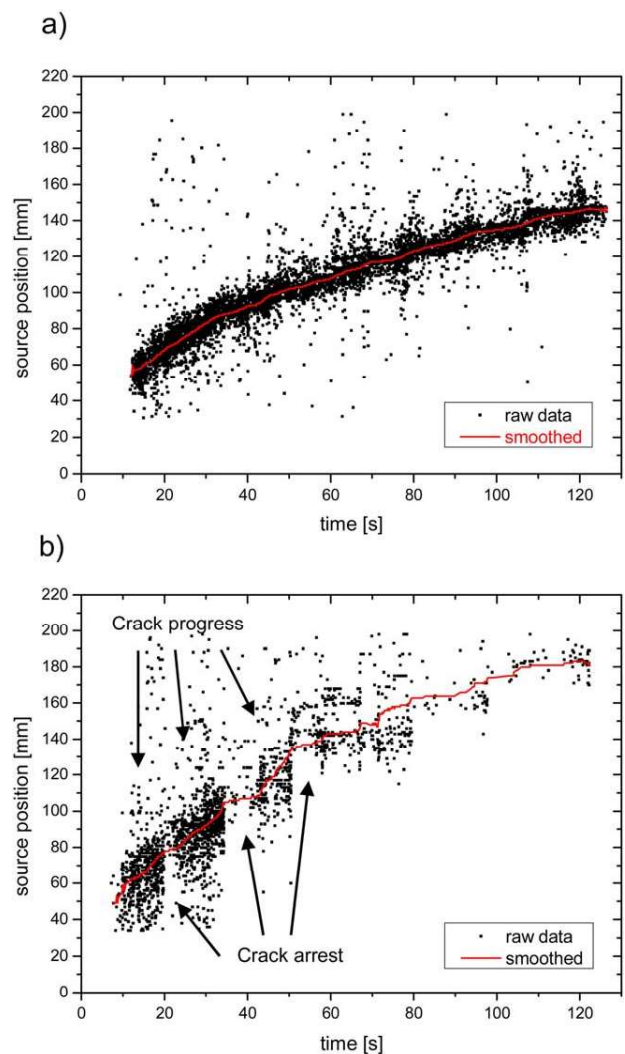 a)
220
200
180
160
140
120
100
80
60
40
20
0
source position [mm]
raw data
smoothed
0 20 40 60 80 100 120
time [s]
b)
220
200
180
160
140
120
100
80
60
40
20
0
source position [mm]
Crack progress
Crack arrest
raw data
smoothed
0 20 40 60 80 100 120
time [s]